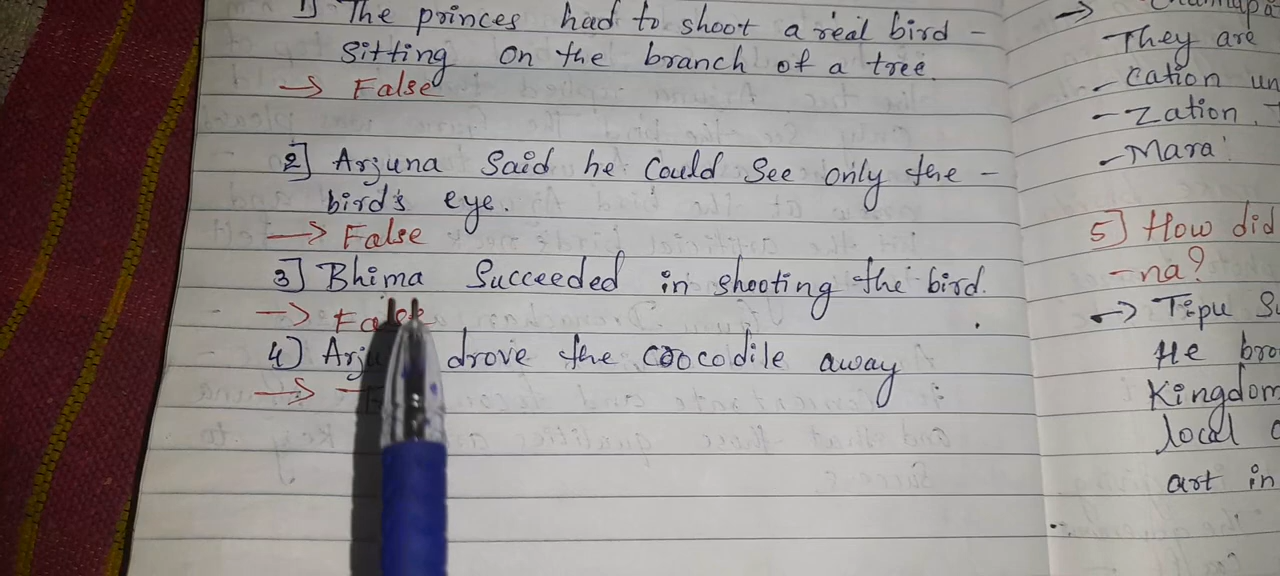 1] The princes had to shoot a real bird -
sitting on the branch of a tree.
→ False
2] Arjuna Said he Could See only the -
bird's eye.
→ False
3] Bhima Succeeded in shooting the bird.
→ False
4] drove the crocodile away
→
→
They are
- cation
- zation.
- Mara
5] How did
- na?
→ Tipu
He
Kingdom
local
art in